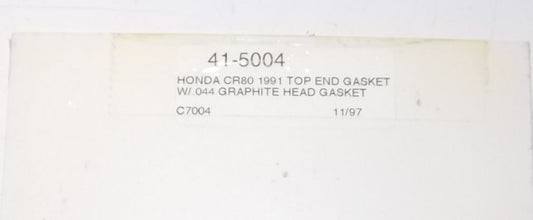 41-5004
HONDA CR80 1991 TOP END GASKET
W/.044 GRAPHITE HEAD GASKET
C7004 11/97